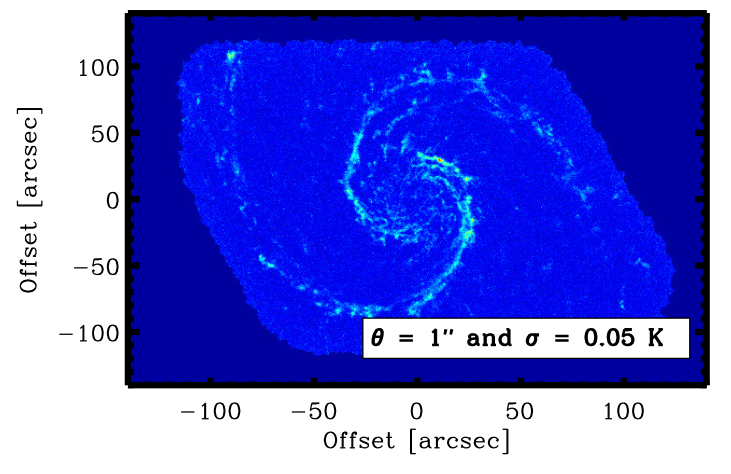 100
50
0
−50
−100
Offset [arcsec]
θ = 1″ and σ = 0.05 K
−100 −50 0 50 100
Offset [arcsec]